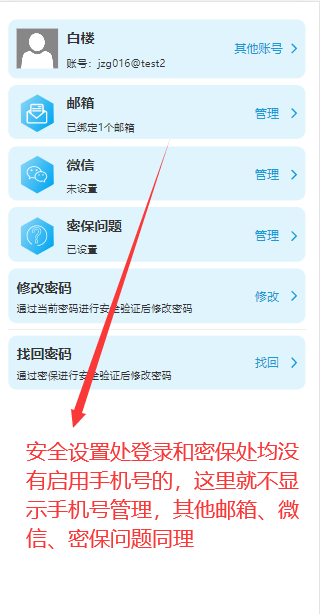 白楼
其他账号
账号：jzg016@test2
邮箱
管理
已绑定1个邮箱
微信
管理
未设置
密保问题
管理
已设置
修改密码
修改
通过当前密码进行安全验证后修改密码
找回密码
找回
通过密保进行安全验证后修改密码
安全设置处登录和密保处均没
有启用手机号的，这里就不显
示手机号管理，其他邮箱、微
信、密保问题同理